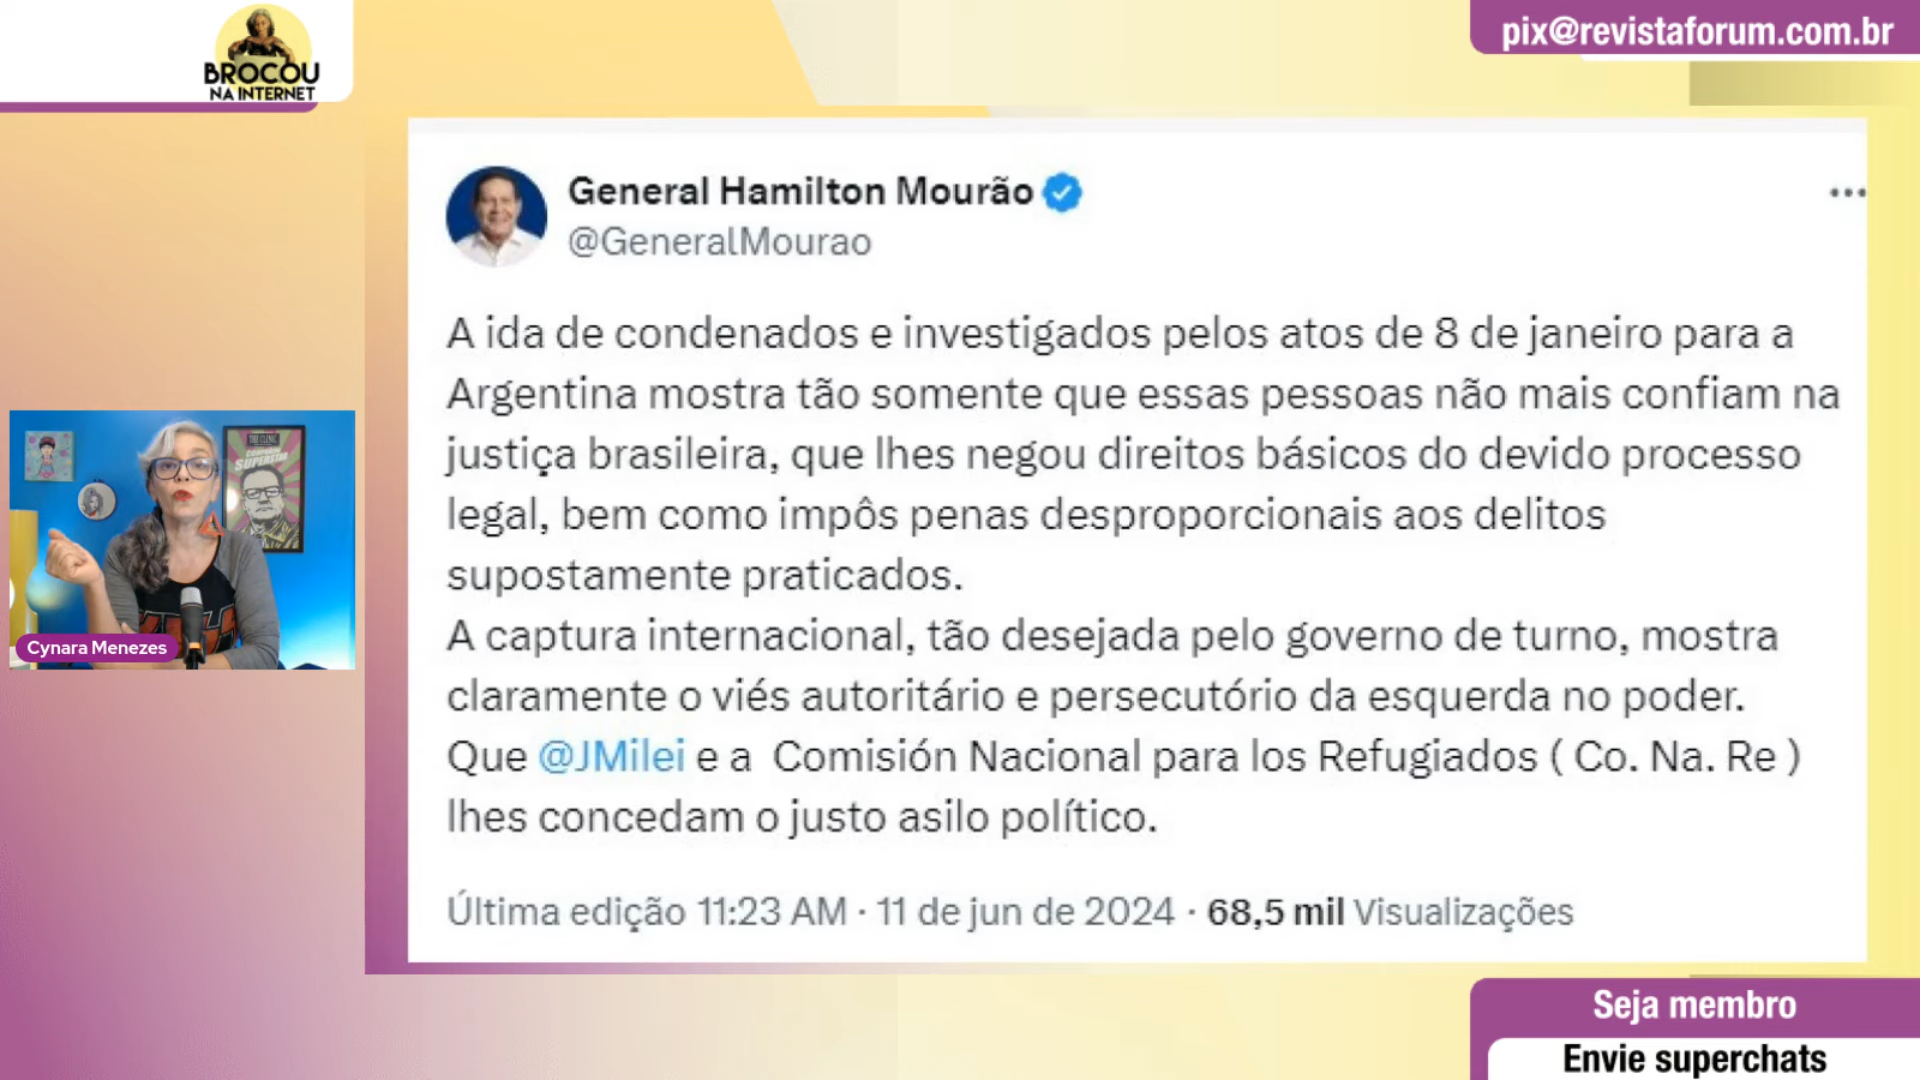 BROCOU
NA INTERNET
pix@revistaforum.com.br
General Hamilton Mourão
@GeneralMourao
A ida de condenados e investigados pelos atos de 8 de janeiro para a
Argentina mostra tão somente que essas pessoas não mais confiam na
justiça brasileira, que lhes negou direitos básicos do devido processo
legal, bem como impôs penas desproporcionais aos delitos
supostamente praticados.
A captura internacional, tão desejada pelo governo de turno, mostra
claramente o viés autoritário e persecutório da esquerda no poder.
Que @JMilei e a Comisión Nacional para los Refugiados ( Co. Na. Re )
lhes concedam o justo asilo político.
Última edição 11:23 AM · 11 de jun de 2024 · 68,5 mil Visualizações
THE CLINIC
COMPAÑERO
SUPERSTAR
Cynara Menezes
Seja membro
Envie superchats